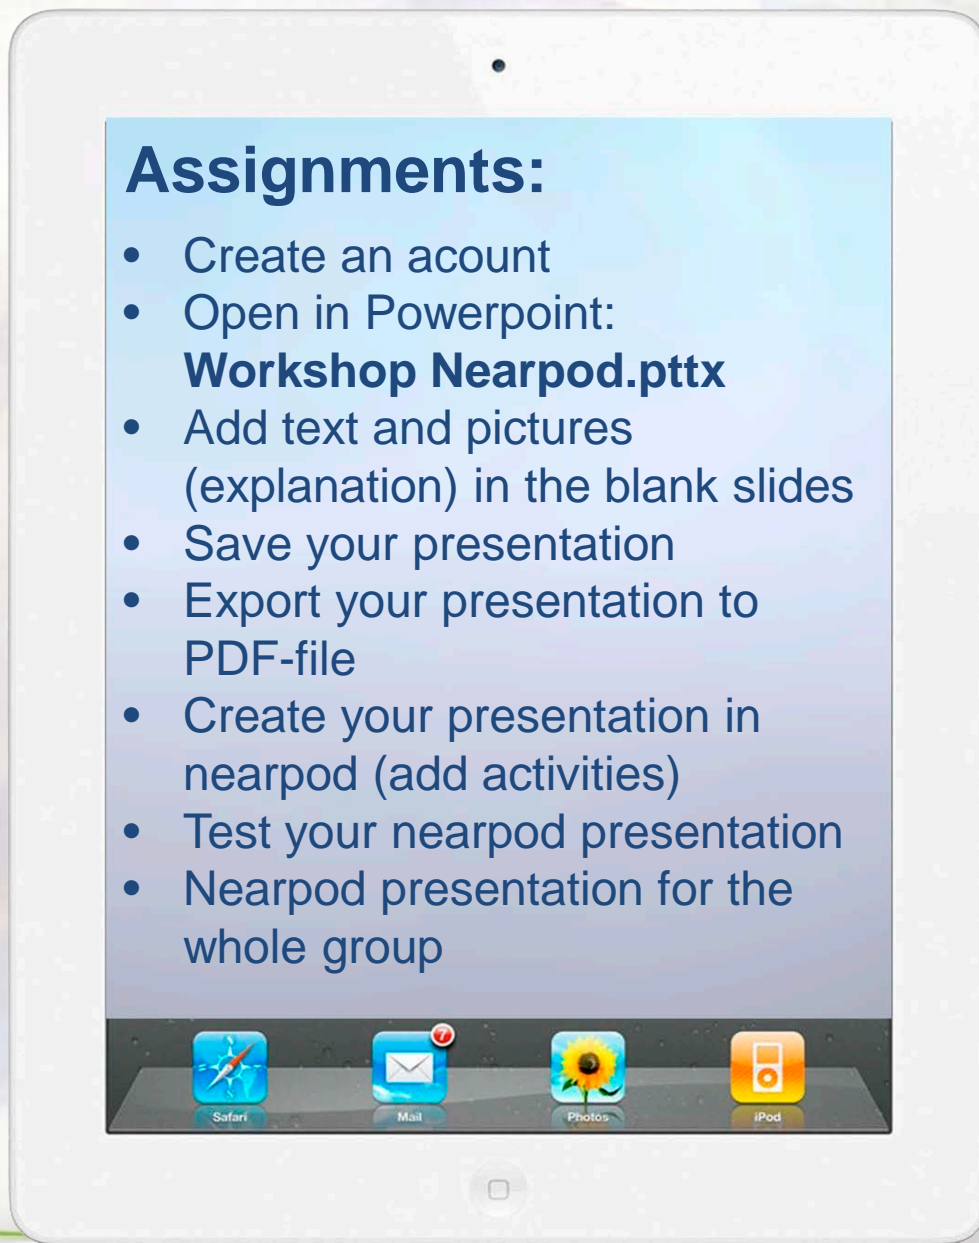 Assignments:
• Create an acount
• Open in Powerpoint:
Workshop Nearpod.pttx
• Add text and pictures
(explanation) in the blank slides
• Save your presentation
• Export your presentation to
PDF-file
• Create your presentation in
nearpod (add activities)
• Test your nearpod presentation
• Nearpod presentation for the
whole group
7
Safari Mail Photos iPod